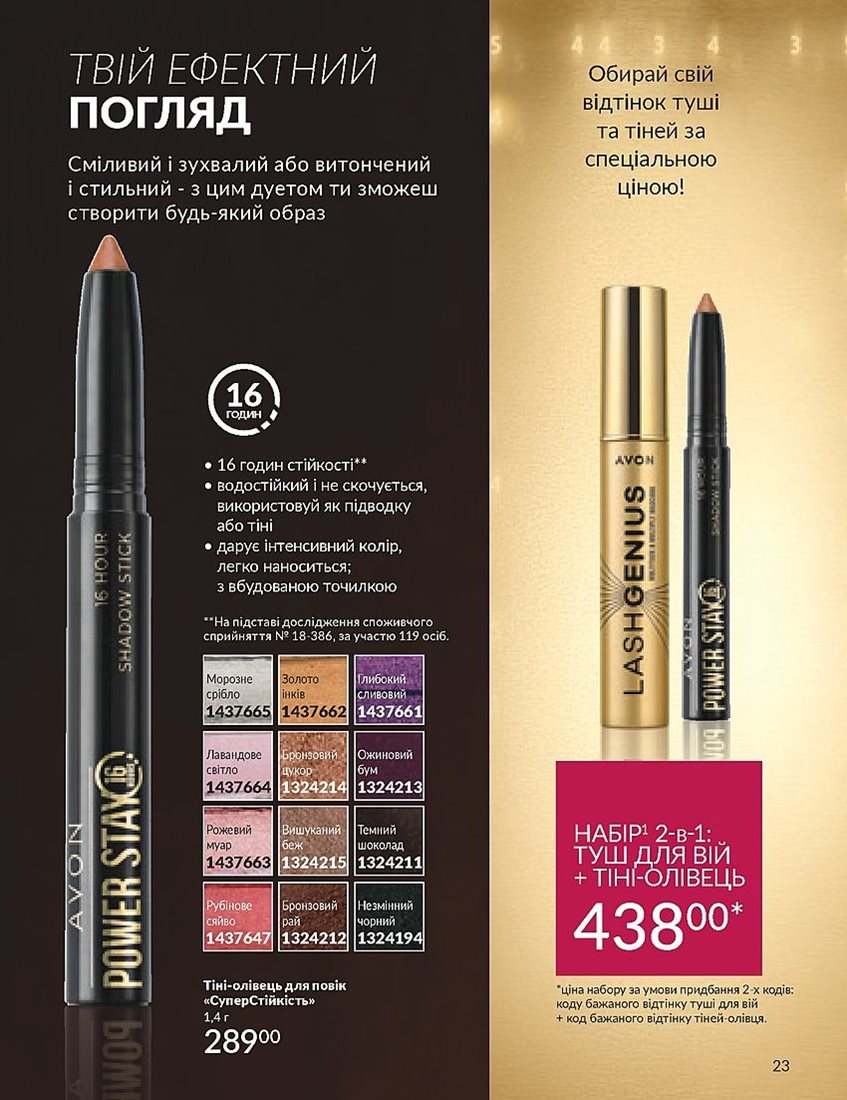 ТВІЙ ЕФЕКТНИЙ
ПОГЛЯД
Сміливий і зухвалий або витончений
і стильний - з цим дуетом ти зможеш
створити будь-який образ
16
ГОДИН
• 16 годин стійкості**
• водостійкий і не скочується,
використовуй як підводку
або тіні
• дарує інтенсивний колір,
легко наноситься;
з вбудованою точилкою
**На підставі дослідження споживчого
сприйняття № 18-386, за участю 119 осіб.
Морозне
срібло
1437665
Золото
інків
1437662
Глибокий
сливовий
1437661
Лавандове
світло
1437664
Бронзовий
цукор
1324214
Ожиновий
бум
1324213
Рожевий
муар
1437663
Вишуканий
беж
1324215
Темний
шоколад
1324211
Рубінове
сяйво
1437647
Бронзовий
рай
1324212
Незмінний
чорний
1324194
Тіні-олівець для повік
«СуперСтійкість»
1,4 г
289⁰⁰
16 HOUR
SHADOW STICK
AVON
POWER STAY 16
Обирай свій
відтінок туші
та тіней за
спеціальною
ціною!
AVON
LASHGENIUS
16 HOUR
SHADOW STICK
AVON
POWER STAY 16
НАБІР¹ 2-в-1:
ТУШ ДЛЯ ВІЙ
+ ТІНІ-ОЛІВЕЦЬ
438⁰⁰*
*ціна набору за умови придбання 2-х кодів:
коду бажаного відтінку туші для вій
+ код бажаного відтінку тіней-олівця.
23